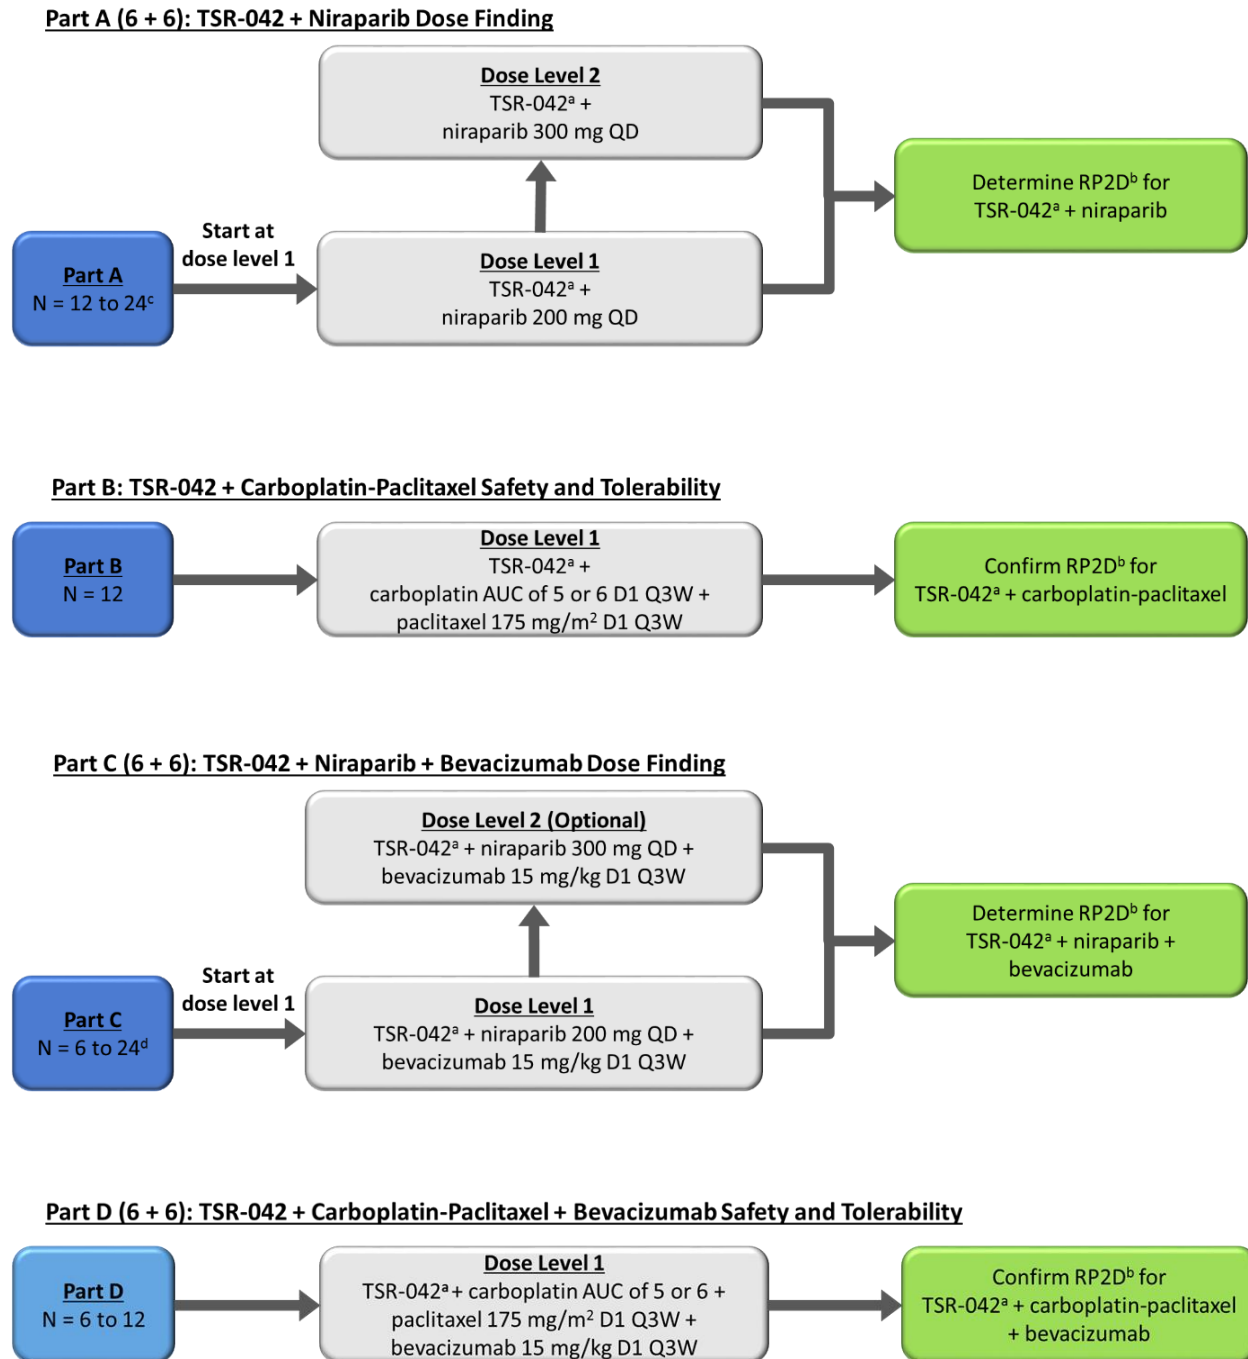 Part A (6 + 6): TSR-042 + Niraparib Dose Finding
Dose Level 2
TSR-042ᵃ +
niraparib 300 mg QD
Determine RP2Dᵇ for
TSR-042ᵃ + niraparib
Start at
dose level 1
Part A
N = 12 to 24ᶜ
Dose Level 1
TSR-042ᵃ +
niraparib 200 mg QD
Part B: TSR-042 + Carboplatin-Paclitaxel Safety and Tolerability
Part B
N = 12
Dose Level 1
TSR-042ᵃ +
carboplatin AUC of 5 or 6 D1 Q3W +
paclitaxel 175 mg/m² D1 Q3W
Confirm RP2Dᵇ for
TSR-042ᵃ + carboplatin-paclitaxel
Part C (6 + 6): TSR-042 + Niraparib + Bevacizumab Dose Finding
Dose Level 2 (Optional)
TSR-042ᵃ + niraparib 300 mg QD +
bevacizumab 15 mg/kg D1 Q3W
Determine RP2Dᵇ for
TSR-042ᵃ + niraparib +
bevacizumab
Start at
dose level 1
Part C
N = 6 to 24ᵈ
Dose Level 1
TSR-042ᵃ + niraparib 200 mg QD +
bevacizumab 15 mg/kg D1 Q3W
Part D (6 + 6): TSR-042 + Carboplatin-Paclitaxel + Bevacizumab Safety and Tolerability
Part D
N = 6 to 12
Dose Level 1
TSR-042ᵃ + carboplatin AUC of 5 or 6 +
paclitaxel 175 mg/m² D1 Q3W +
bevacizumab 15 mg/kg D1 Q3W
Confirm RP2Dᵇ for
TSR-042ᵃ + carboplatin-paclitaxel
+ bevacizumab